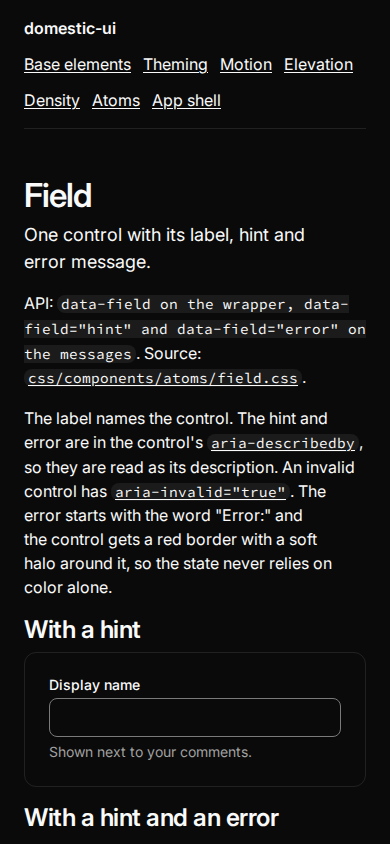 domestic-ui
Base elements Theming Motion Elevation
Density Atoms App shell
Field
One control with its label, hint and
error message.
API: data-field on the wrapper, data-
field="hint" and data-field="error" on
the messages. Source:
css/components/atoms/field.css.
The label names the control. The hint and
error are in the control's aria-describedby,
so they are read as its description. An invalid
control has aria-invalid="true". The
error starts with the word "Error:" and
the control gets a red border with a soft
halo around it, so the state never relies on
color alone.
With a hint
Display name
Shown next to your comments.
With a hint and an error